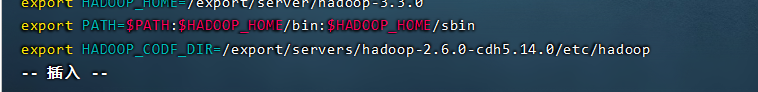 export HADOOP_HOME=/export/server/hadoop-3.3.0
export PATH=$PATH:$HADOOP_HOME/bin:$HADOOP_HOME/sbin
export HADOOP_CODF_DIR=/export/servers/hadoop-2.6.0-cdh5.14.0/etc/hadoop
-- 插入 --